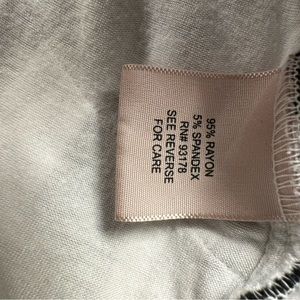 95% RAYON
5% SPANDEX
RN# 93178
SEE REVERSE
FOR CARE